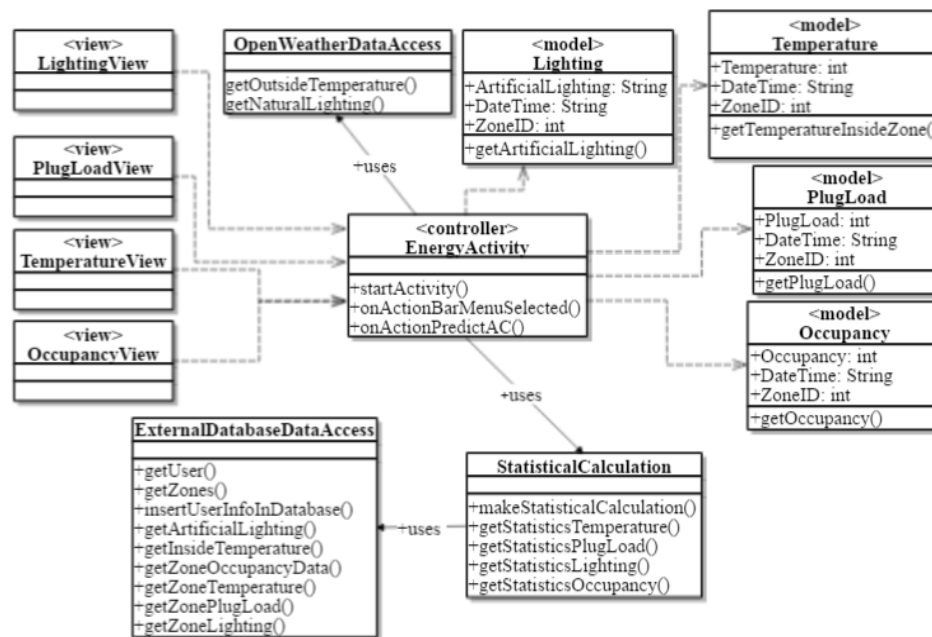 <view>
LightingView
<view>
PlugLoadView
<view>
TemperatureView
<view>
OccupancyView
OpenWeatherDataAccess
getOutsideTemperature()
getNaturalLighting()
<model>
Lighting
+ArtificialLighting: String
+DateTime: String
+ZoneID: int
+getArtificialLighting()
<model>
Temperature
+Temperature: int
+DateTime: String
+ZoneID: int
+getTemperatureInsideZone()
<model>
PlugLoad
+PlugLoad: int
+DateTime: String
+ZoneID: int
+getPlugLoad()
<model>
Occupancy
+Occupancy: int
+DateTime: String
+ZoneID: int
+getOccupancy()
+uses
<controller>
EnergyActivity
+startActivity()
+onActionBarMenuSelected()
+onActionPredictAC()
+uses
ExternalDatabaseDataAccess
+getUser()
+getZones()
+insertUserInfoInDatabase()
+getArtificialLighting()
+getInsideTemperature()
+getZoneOccupancyData()
+getZoneTemperature()
+getZonePlugLoad()
+getZoneLighting()
+uses
StatisticalCalculation
+makeStatisticalCalculation()
+getStatisticsTemperature()
+getStatisticsPlugLoad()
+getStatisticsLighting()
+getStatisticsOccupancy()